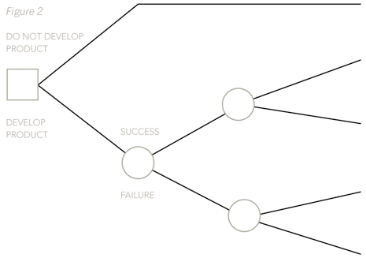 Figure 2
DO NOT DEVELOP
PRODUCT
DEVELOP
PRODUCT
SUCCESS
FAILURE